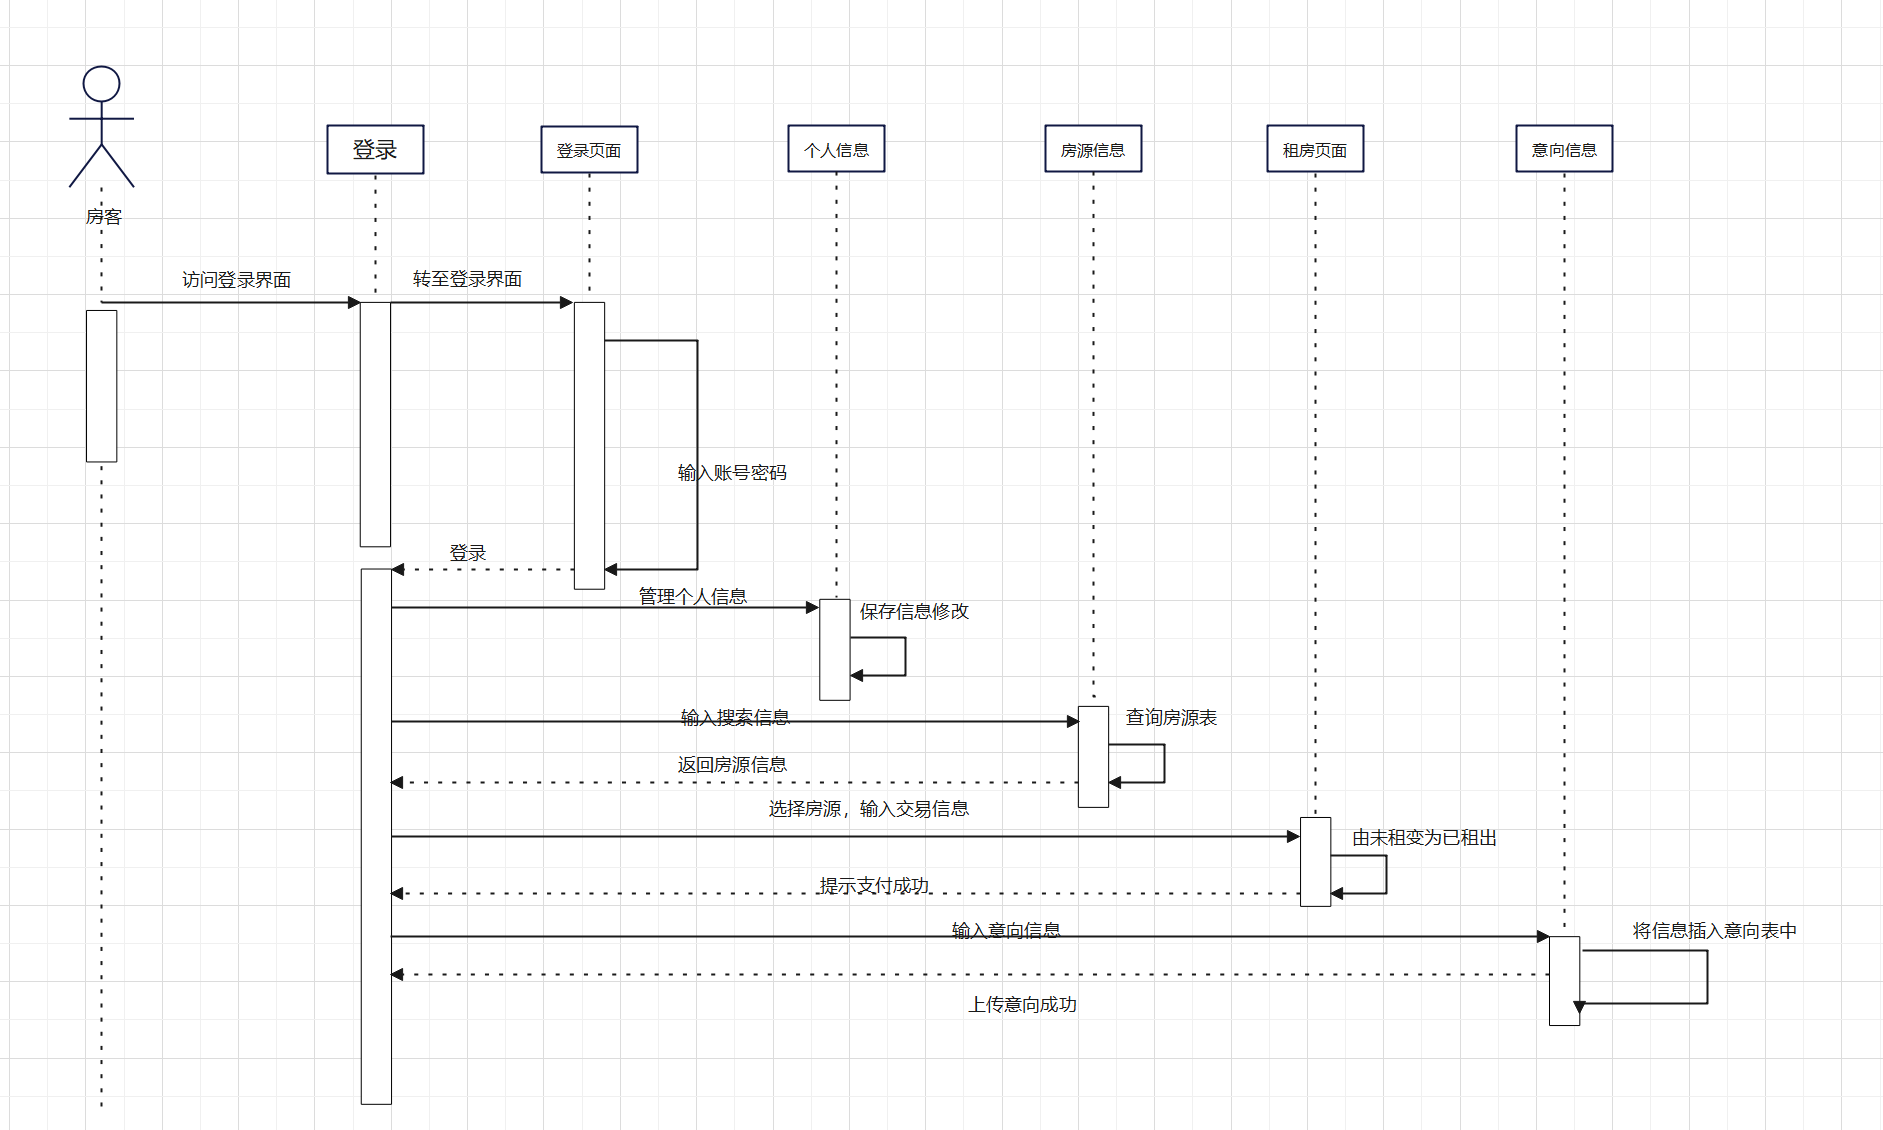 登录
登录页面
个人信息
房源信息
租房页面
意向信息
房客
访问登录界面
转至登录界面
输入账号密码
登录
管理个人信息
保存信息修改
输入搜索信息
查询房源表
返回房源信息
选择房源，输入交易信息
由未租变为已租出
提示支付成功
输入意向信息
将信息插入意向表中
上传意向成功